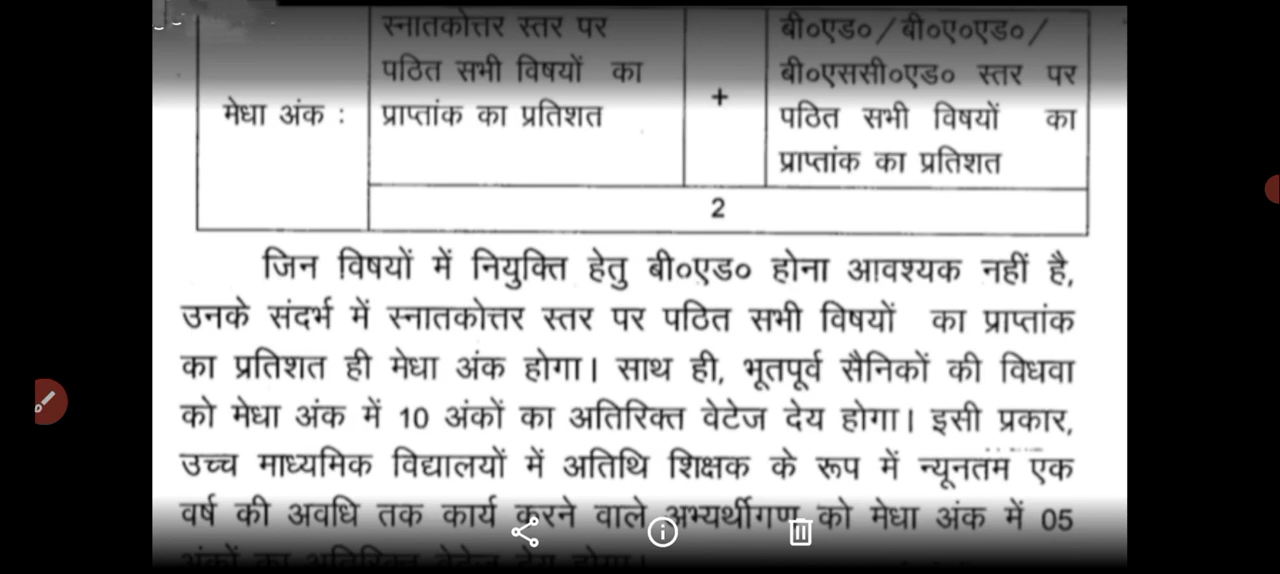 स्नातकोत्तर स्तर पर
पठित सभी विषयों का
प्राप्तांक का प्रतिशत
मेधा अंक :
+
बी०एड०/बी०ए०एड०/
बी०एससी०एड० स्तर पर
पठित सभी विषयों का
प्राप्तांक का प्रतिशत
2
जिन विषयों में नियुक्ति हेतु बी०एड० होना आवश्यक नहीं है,
उनके संदर्भ में स्नातकोत्तर स्तर पर पठित सभी विषयों का प्राप्तांक
का प्रतिशत ही मेधा अंक होगा। साथ ही, भूतपूर्व सैनिकों की विधवा
को मेधा अंक में 10 अंकों का अतिरिक्त वेटेज देय होगा। इसी प्रकार,
उच्च माध्यमिक विद्यालयों में अतिथि शिक्षक के रूप में न्यूनतम एक
वर्ष की अवधि तक कार्य करने वाले अभ्यर्थीगण को मेधा अंक में 05
अंकों का अतिरिक्त वेटेज देय होगा।